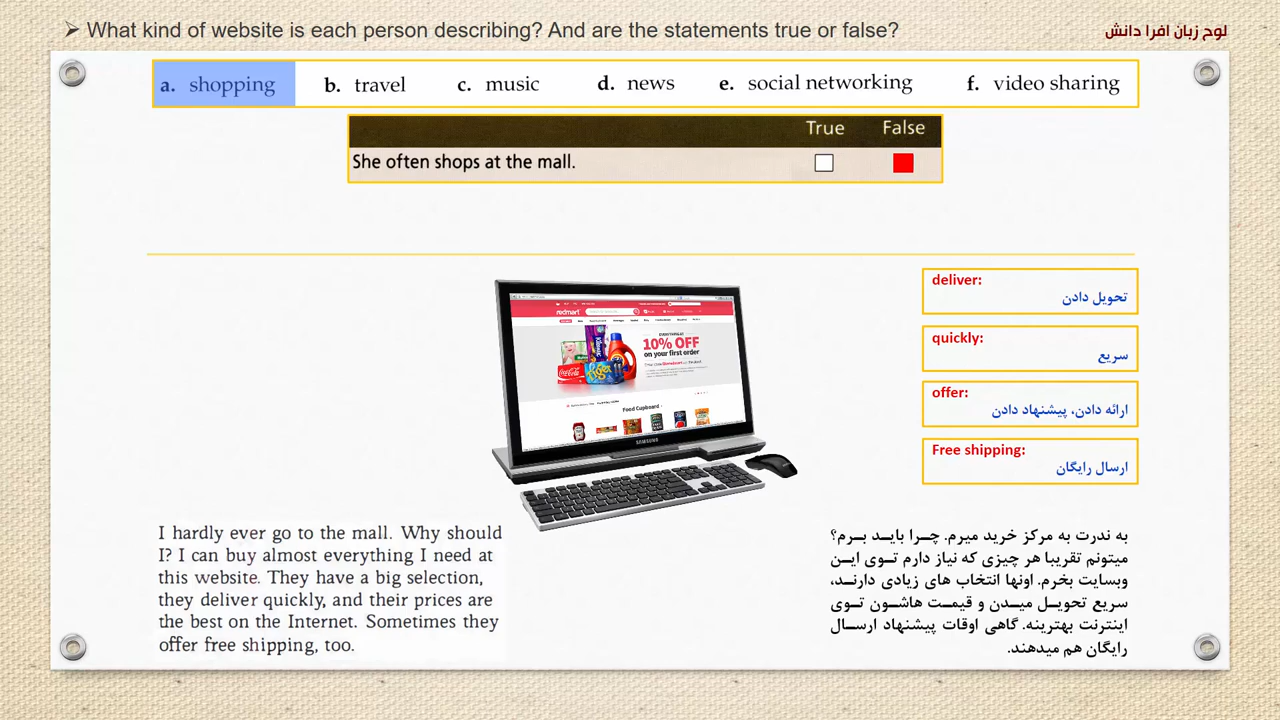 ➢ What kind of website is each person describing? And are the statements true or false?
لوح زبان افرا دانش
a. shopping b. travel c. music d. news e. social networking f. video sharing
True False
She often shops at the mall.
deliver:
تحویل دادن
quickly:
سریع
offer:
ارائه دادن، پیشنهاد دادن
Free shipping:
ارسال رایگان
redmart
10% OFF
on your first order
Food Cupboard
SAMSUNG
I hardly ever go to the mall. Why should
I? I can buy almost everything I need at
this website. They have a big selection,
they deliver quickly, and their prices are
the best on the Internet. Sometimes they
offer free shipping, too.
به ندرت به مرکز خرید میرم. چرا باید برم؟
میتونم تقریبا هر چیزی که نیاز دارم توی این
وبسایت بخرم. اونها انتخاب های زیادی دارند،
سریع تحویل میدن و قیمت هاشون توی
اینترنت بهترینه. گاهی اوقات پیشنهاد ارسال
رایگان هم میدهند.